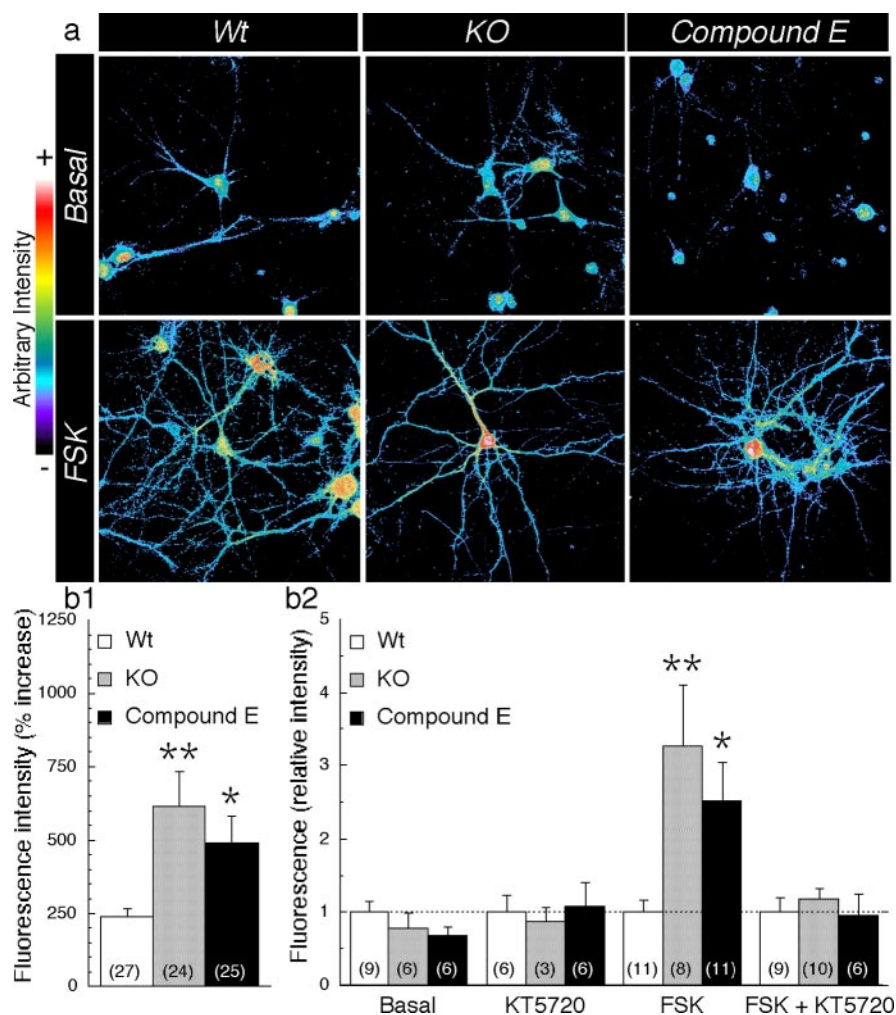 a
Wt
KO
Compound E
Basal
FSK
+
Arbitrary Intensity
-
b1
Fluorescence intensity (% increase)
1250
1000
750
500
250
0
Wt
KO
Compound E
**
*
(27)
(24)
(25)
b2
Fluorescence (relative intensity)
5
4
3
2
1
0
Wt
KO
Compound E
**
*
(9)
(6)
(6)
(6)
(3)
(6)
(11)
(8)
(11)
(9)
(10)
(6)
Basal
KT5720
FSK
FSK + KT5720